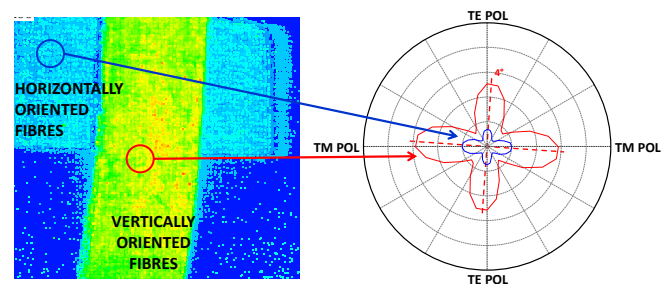 TE POL
4°
HORIZONTALLY
ORIENTED
FIBRES
TM POL
TM POL
VERTICALLY
ORIENTED
FIBRES
TE POL